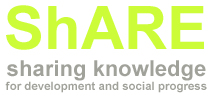 ShARE
sharing knowledge
for development and social progress